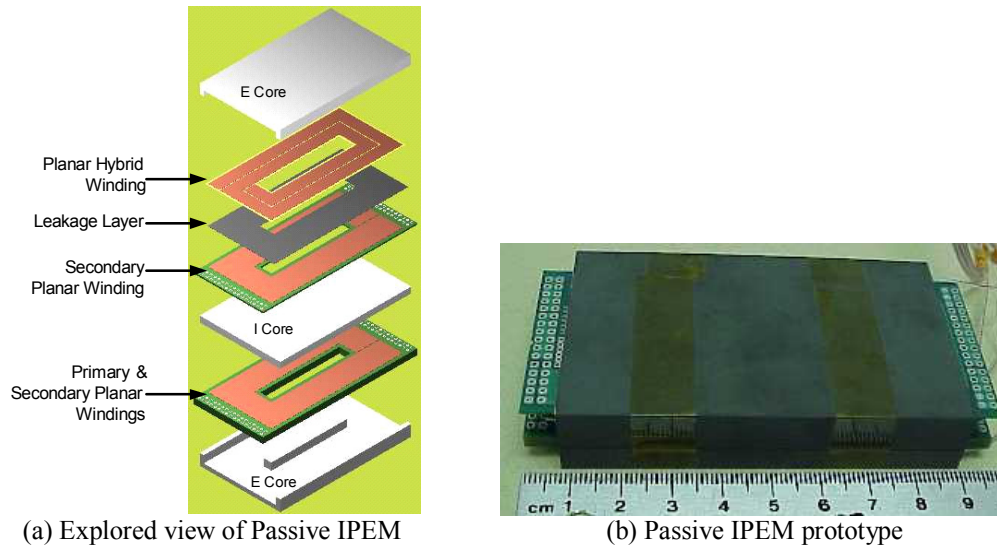 E Core
Planar Hybrid
Winding
Leakage Layer
Secondary
Planar Winding
I Core
Primary &
Secondary Planar
Windings
E Core
cm 1 2 3 4 5 6 7 8 9
(a) Explored view of Passive IPEM
(b) Passive IPEM prototype